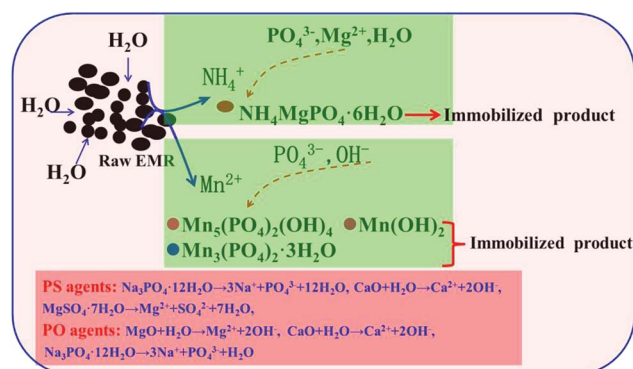 H₂O
PO₄³⁻,Mg²⁺,H₂O
NH₄⁺
H₂O
NH₄MgPO₄·6H₂O
Immobilized product
H₂O
Raw EMR
PO₄³⁻,OH⁻
Mn²⁺
Mn₅(PO₄)₂(OH)₄
Mn(OH)₂
Mn₃(PO₄)₂·3H₂O
Immobilized product
PS agents: Na₃PO₄·12H₂O→3Na⁺+PO₄³⁻+12H₂O, CaO+H₂O→Ca²⁺+2OH⁻,
MgSO₄·7H₂O→Mg²⁺+SO₄²⁻+7H₂O,
PO agents: MgO+H₂O→Mg²⁺+2OH⁻, CaO+H₂O→Ca²⁺+2OH⁻,
Na₃PO₄·12H₂O→3Na⁺+PO₄³⁻+H₂O